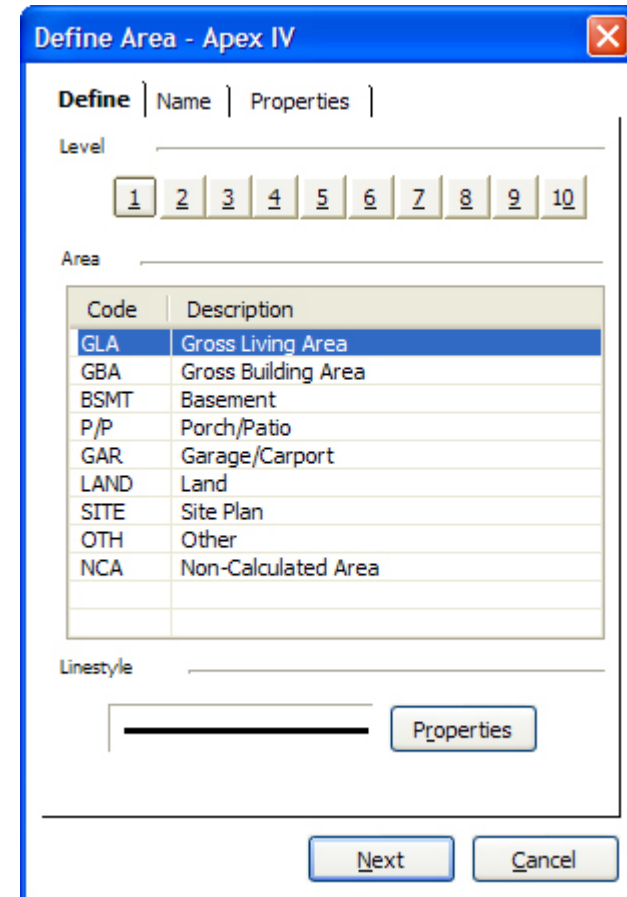 Define Area - Apex IV
Define Name Properties
Level
1 2 3 4 5 6 7 8 9 10
Area
Code Description
GLA Gross Living Area
GBA Gross Building Area
BSMT Basement
P/P Porch/Patio
GAR Garage/Carport
LAND Land
SITE Site Plan
OTH Other
NCA Non-Calculated Area
Linestyle
Properties
Next Cancel